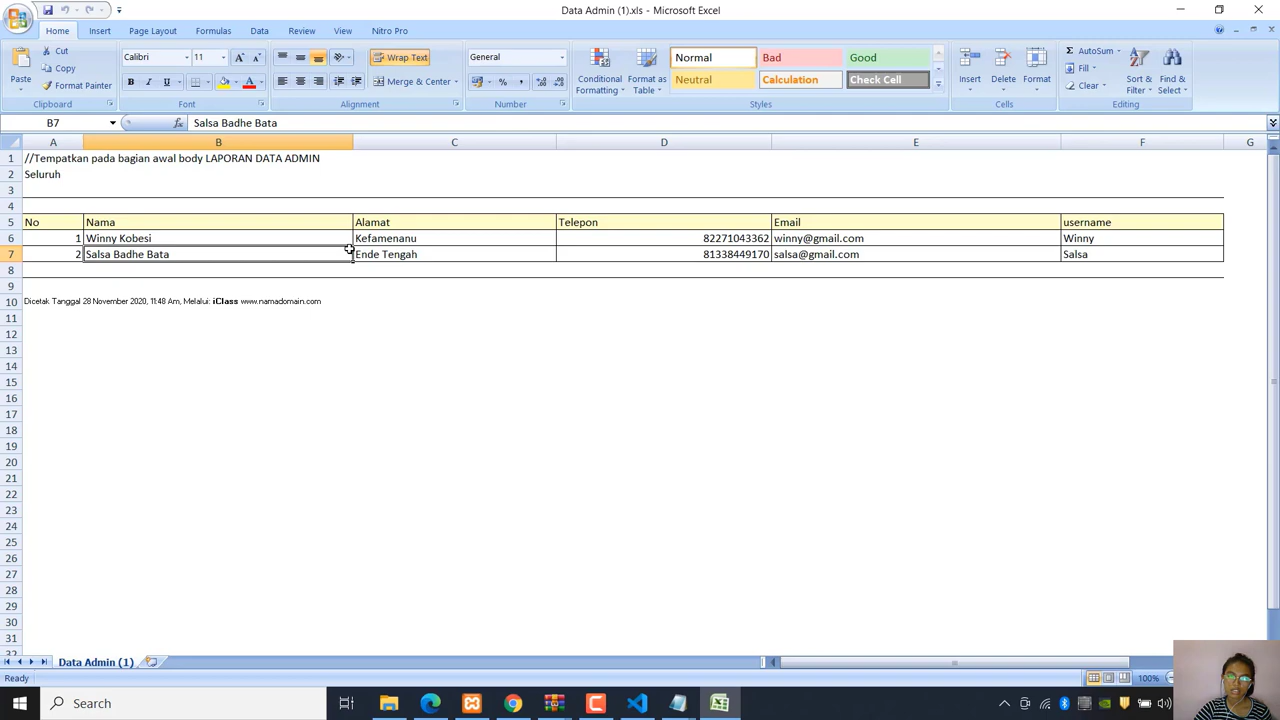 Data Admin (1).xls - Microsoft Excel
Home Insert Page Layout Formulas Data Review View Nitro Pro
Paste
Cut
Copy
Format Painter
Clipboard
Calibri 11
B I U
Font
Wrap Text
Merge & Center
Alignment
General
Number
Conditional Formatting
Format as Table
Normal Bad Good
Neutral Calculation Check Cell
Styles
Insert Delete Format
Cells
AutoSum
Fill
Clear
Sort & Filter
Find & Select
Editing
B7 fx Salsa Badhe Bata
A B C D E F G
1 //Tempatkan pada bagian awal body LAPORAN DATA ADMIN
2 Seluruh
3
4
5 No Nama Alamat Telepon Email username
6 1 Winny Kobesi Kefamenanu 82271043362 winny@gmail.com Winny
7 2 Salsa Badhe Bata Ende Tengah 81338449170 salsa@gmail.com Salsa
8
9
10 Dicetak Tanggal 28 November 2020, 11:48 Am, Melalui: iClass www.namadomain.com
11
12
13
14
15
16
17
18
19
20
21
22
23
24
25
26
27
28
29
30
31
32
Data Admin (1)
Ready 100%
Search